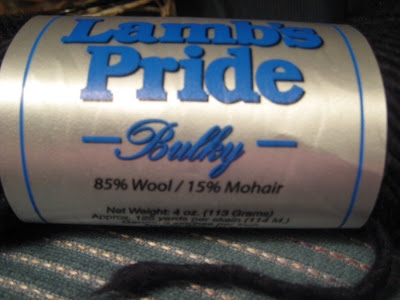 Lamb's
Pride
Bulky
85% Wool / 15% Mohair
Net Weight: 4 oz. (113 Grams)
Approx. 125 yards per skein (114 M.)